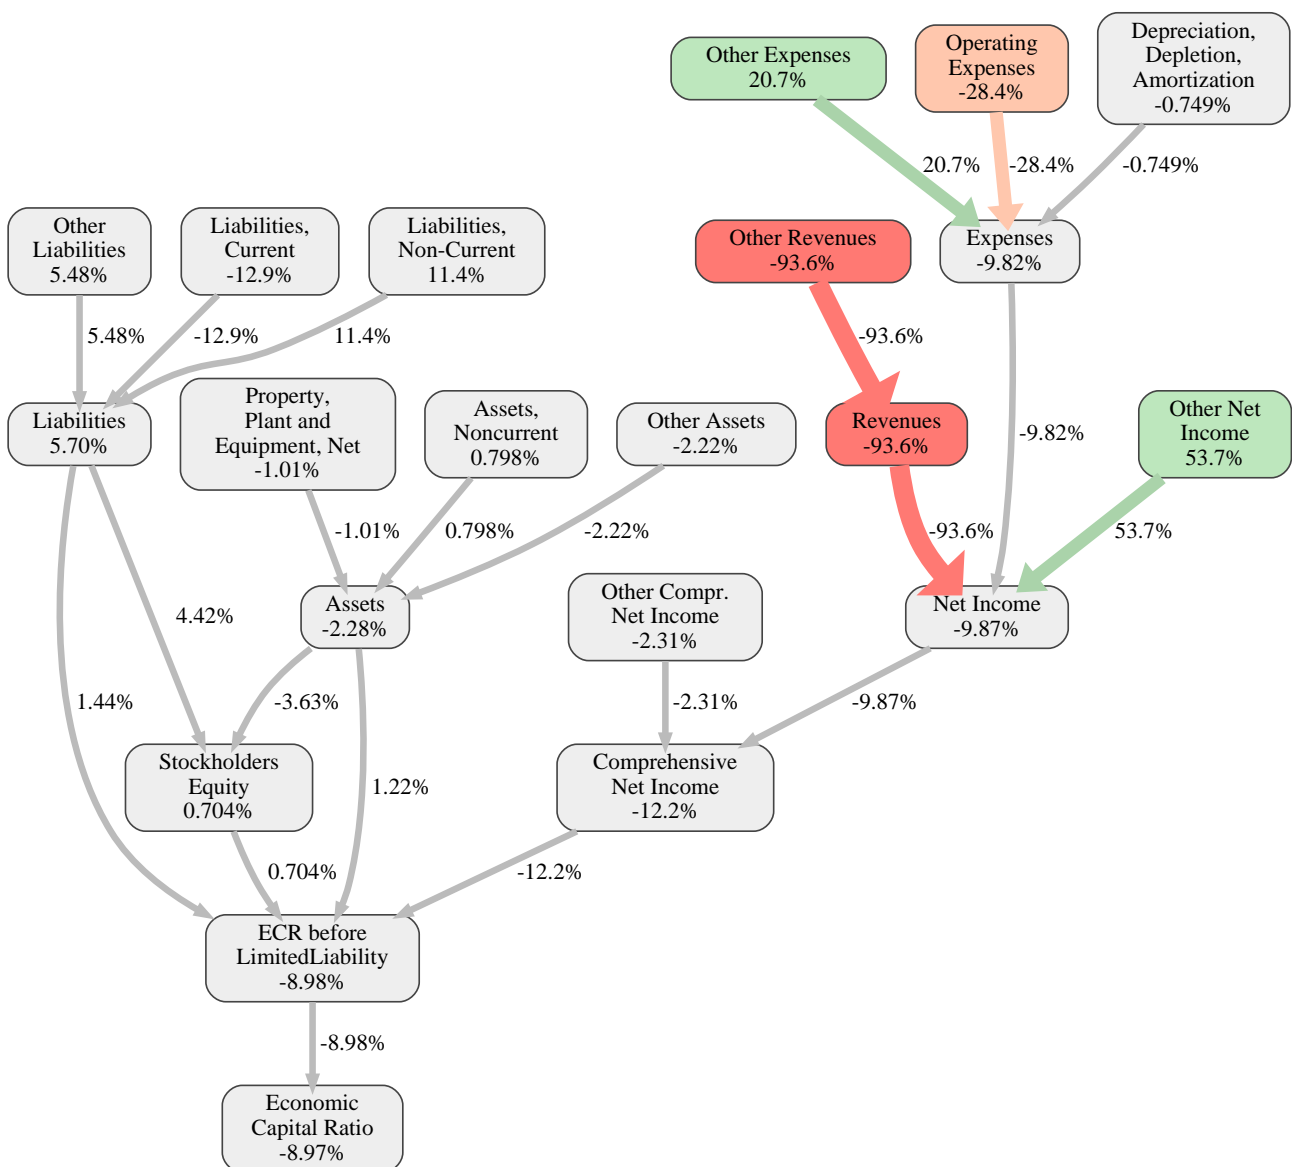 Other Expenses
20.7%
Operating
Expenses
-28.4%
Depreciation,
Depletion,
Amortization
-0.749%
20.7%
-28.4%
-0.749%
Other
Liabilities
5.48%
Liabilities,
Current
-12.9%
Liabilities,
Non-Current
11.4%
Other Revenues
-93.6%
Expenses
-9.82%
5.48%
-12.9%
11.4%
-93.6%
Liabilities
5.70%
Property,
Plant and
Equipment, Net
-1.01%
Assets,
Noncurrent
0.798%
Other Assets
-2.22%
Revenues
-93.6%
-9.82%
Other Net
Income
53.7%
-1.01%
0.798%
-2.22%
-93.6%
53.7%
4.42%
Assets
-2.28%
Other Compr.
Net Income
-2.31%
Net Income
-9.87%
1.44%
-3.63%
-2.31%
-9.87%
Stockholders
Equity
0.704%
1.22%
Comprehensive
Net Income
-12.2%
0.704%
-12.2%
ECR before
LimitedLiability
-8.98%
-8.98%
Economic
Capital Ratio
-8.97%